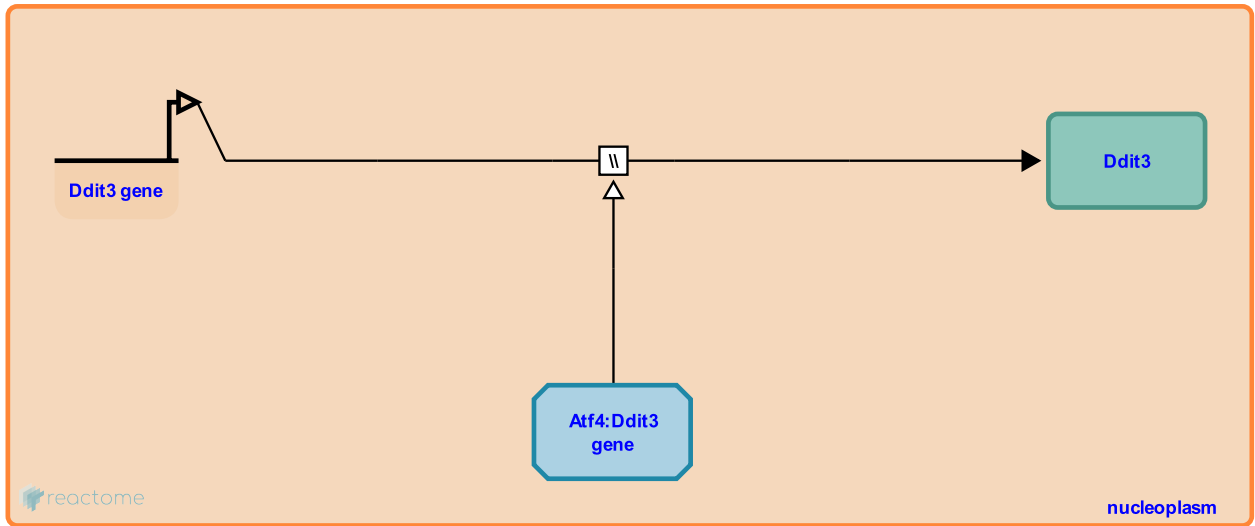 Ddit3 gene
\\
Ddit3
Atf4:Ddit3
gene
reactome
nucleoplasm